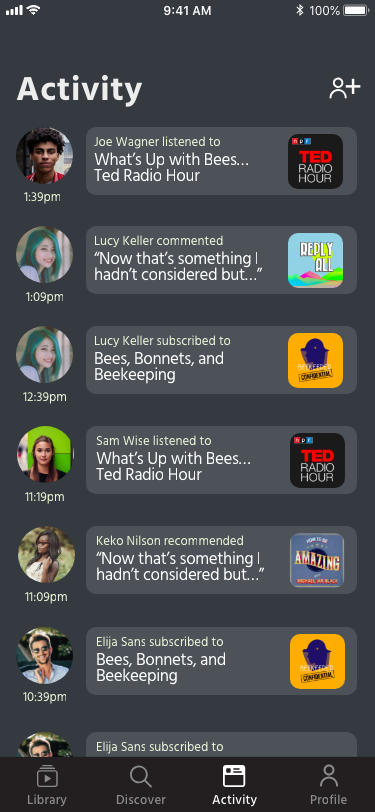 9:41 AM
100%
Activity
Joe Wagner listened to
What's Up with Bees...
Ted Radio Hour
npr
TED
RADIO
HOUR
1:39pm
Lucy Keller commented
“Now that's something I
hadn't considered but...”
REPLY
ALL
1:09pm
Lucy Keller subscribed to
Bees, Bonnets, and
Beekeeping
BEEKEEPER
CONFIDENTIAL
12:39pm
Sam Wise listened to
What's Up with Bees...
Ted Radio Hour
npr
TED
RADIO
HOUR
11:19pm
Keko Nilson recommended
“Now that's something I
hadn't considered but...”
HOW TO BE
AMAZING
WITH
MICHAEL IAN BLACK
11:09pm
Elija Sans subscribed to
Bees, Bonnets, and
Beekeeping
BEEKEEPER
CONFIDENTIAL
10:39pm
Elija Sans subscribed to
Library
Discover
Activity
Profile